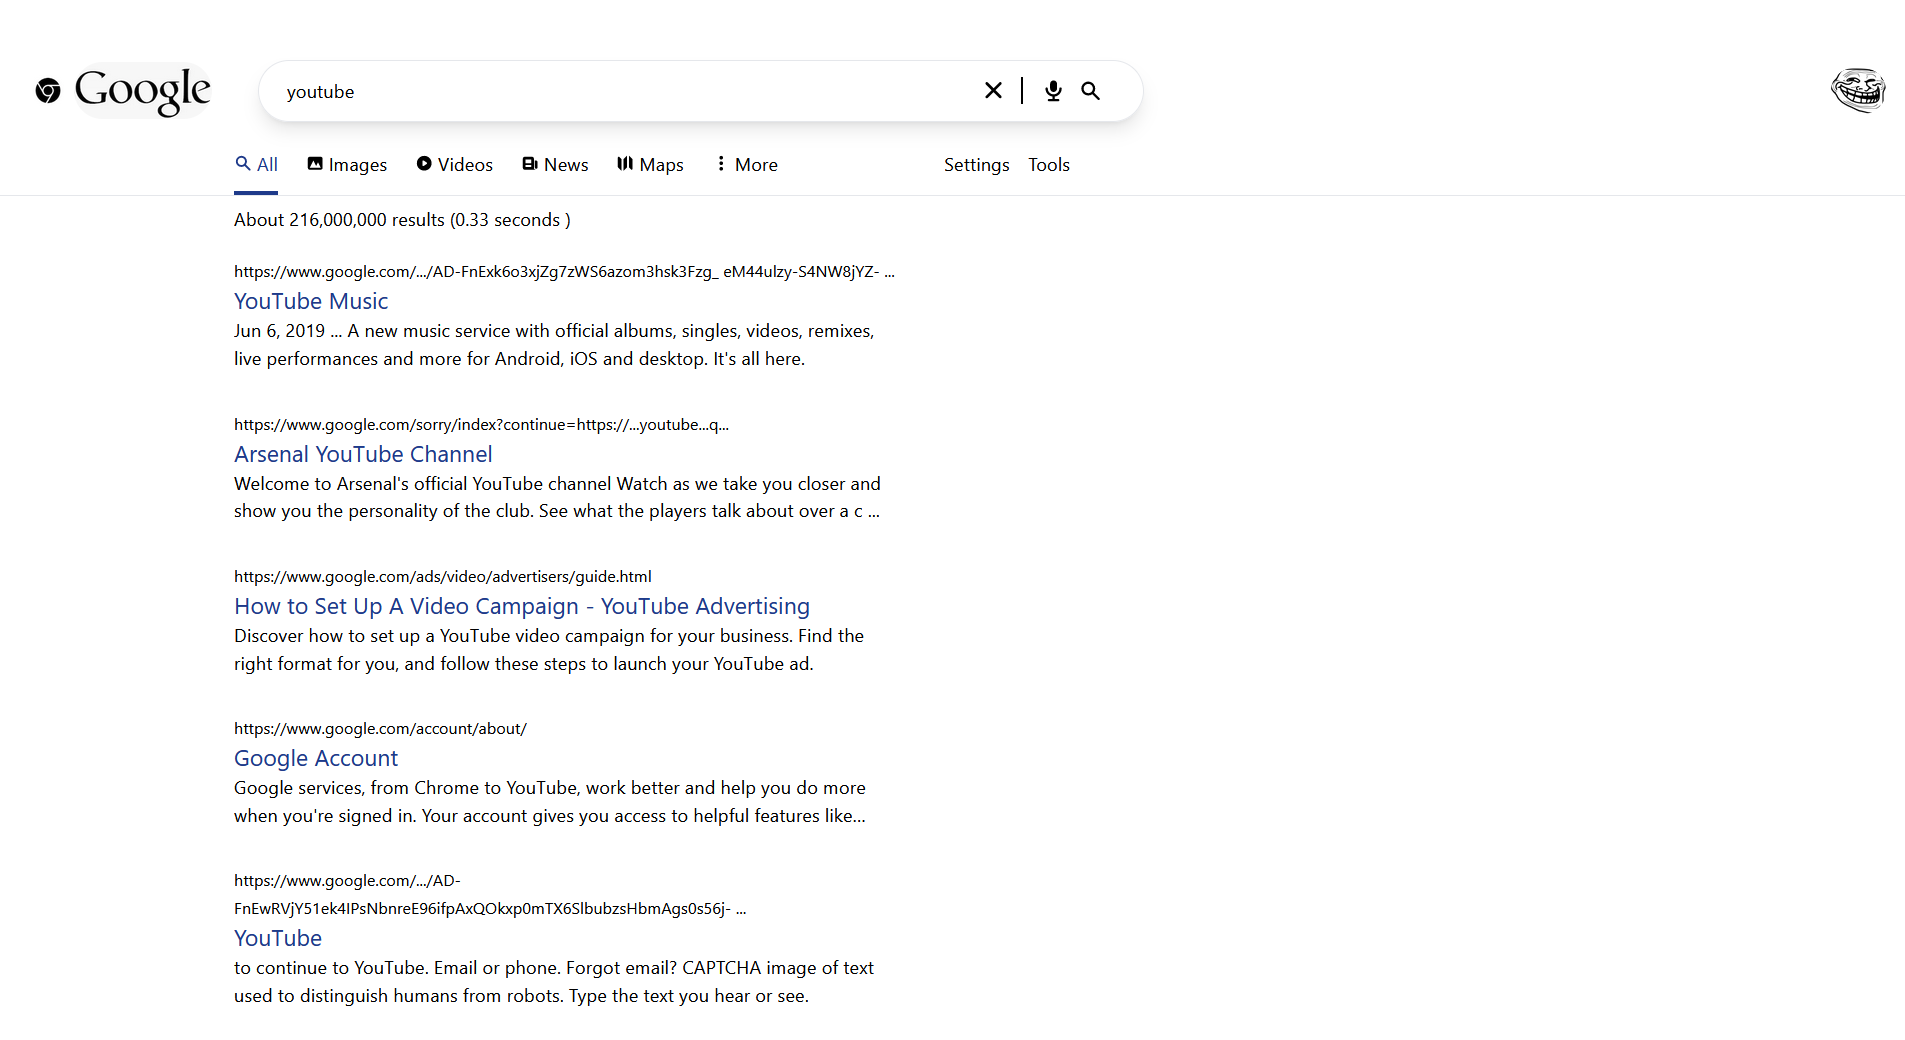 Google
youtube
All Images Videos News Maps More Settings Tools
About 216,000,000 results (0.33 seconds )
https://www.google.com/.../AD-FnExk6o3xjZg7zWS6azom3hsk3Fzg_ eM44ulzy-S4NW8jYZ- ...
YouTube Music
Jun 6, 2019 ... A new music service with official albums, singles, videos, remixes,
live performances and more for Android, iOS and desktop. It's all here.
https://www.google.com/sorry/index?continue=https://...youtube...q...
Arsenal YouTube Channel
Welcome to Arsenal's official YouTube channel Watch as we take you closer and
show you the personality of the club. See what the players talk about over a c ...
https://www.google.com/ads/video/advertisers/guide.html
How to Set Up A Video Campaign - YouTube Advertising
Discover how to set up a YouTube video campaign for your business. Find the
right format for you, and follow these steps to launch your YouTube ad.
https://www.google.com/account/about/
Google Account
Google services, from Chrome to YouTube, work better and help you do more
when you're signed in. Your account gives you access to helpful features like...
https://www.google.com/.../AD-
FnEwRVjY51ek4IPsNbnreE96ifpAxQOkxp0mTX6SlbubzsHbmAgs0s56j- ...
YouTube
to continue to YouTube. Email or phone. Forgot email? CAPTCHA image of text
used to distinguish humans from robots. Type the text you hear or see.